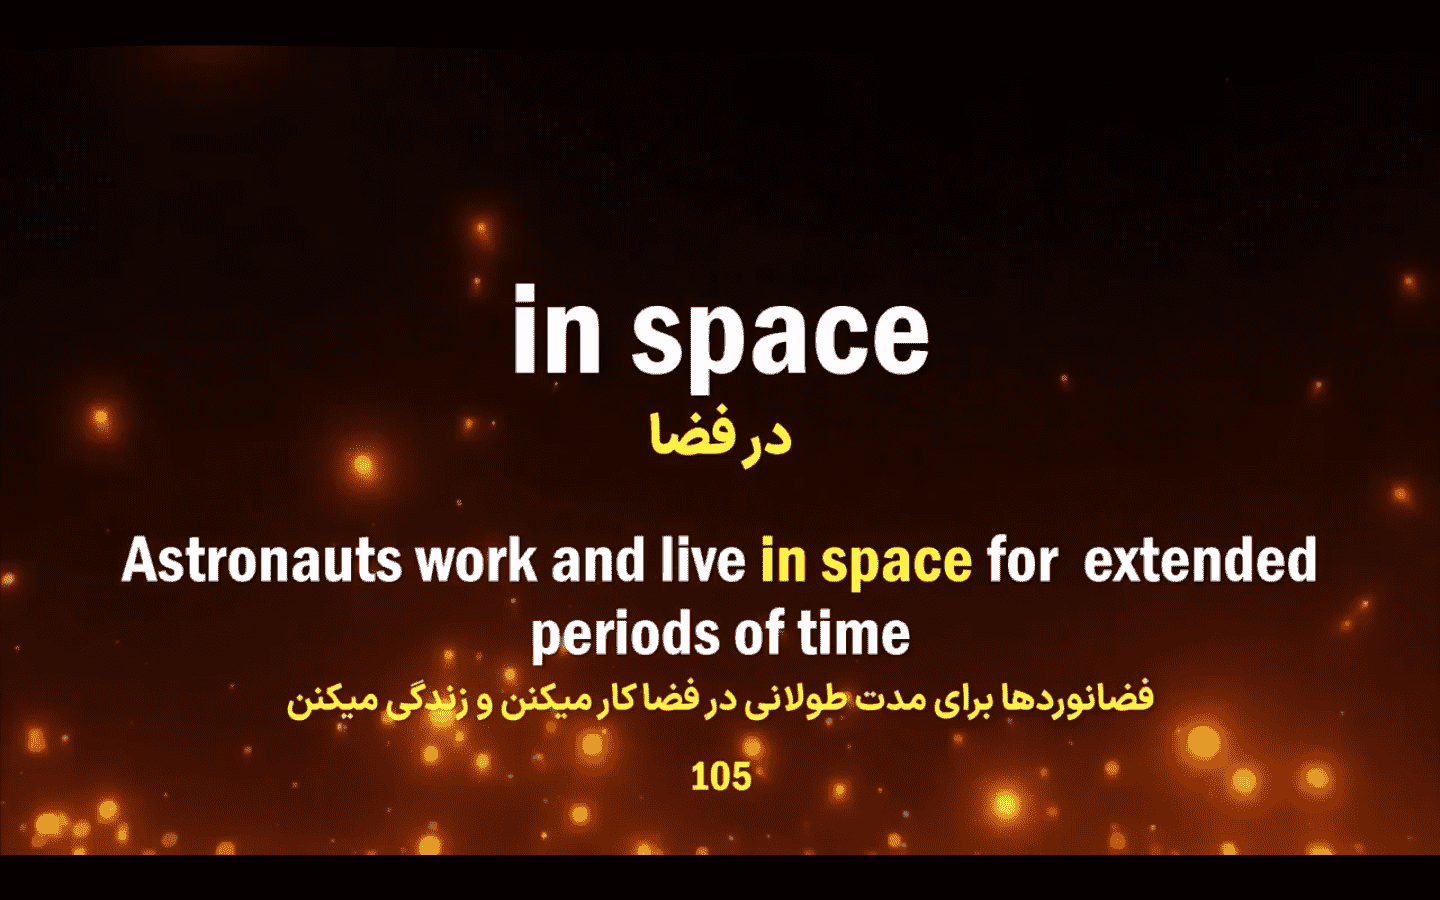 in space
در فضا
Astronauts work and live in space for extended
periods of time
فضانوردها برای مدت طولانی در فضا کار میکنن و زندگی میکنن
105